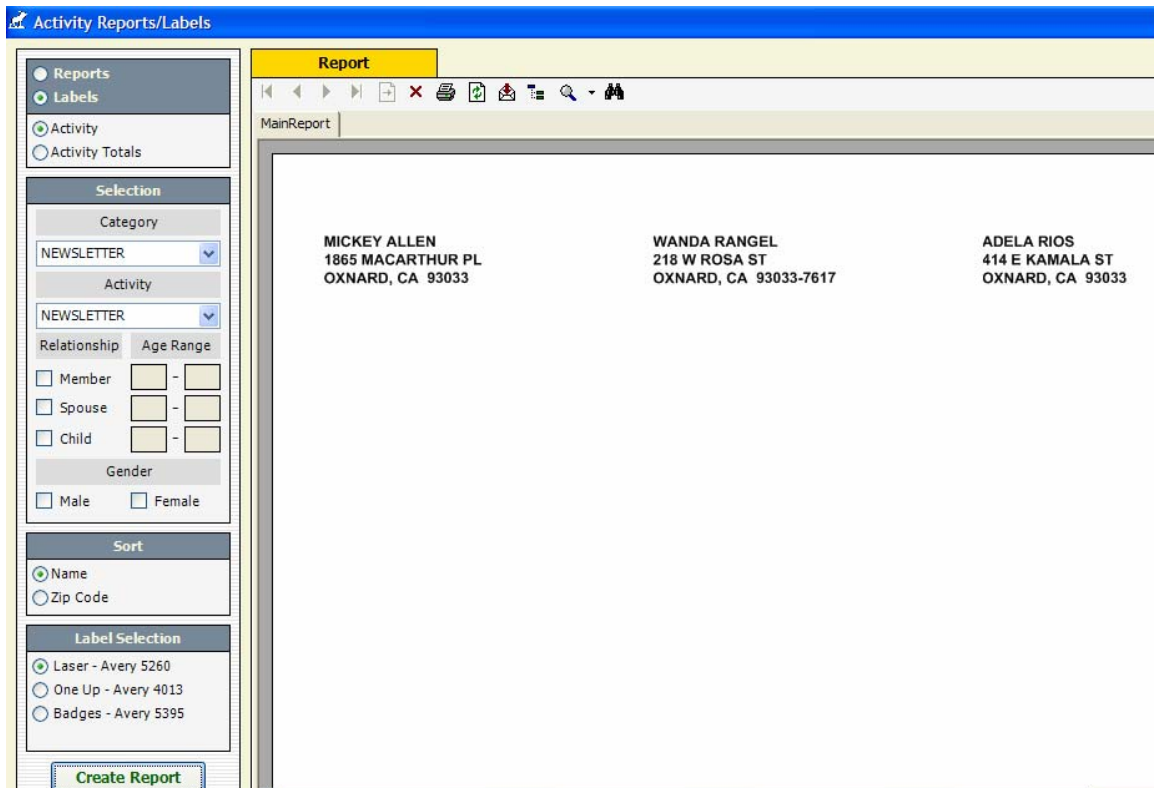 Activity Reports/Labels
Reports
Labels
Activity
Activity Totals
Selection
Category
NEWSLETTER
Activity
NEWSLETTER
Relationship Age Range
Member -
Spouse -
Child -
Gender
Male Female
Sort
Name
Zip Code
Label Selection
Laser - Avery 5260
One Up - Avery 4013
Badges - Avery 5395
Create Report
Report
MainReport
MICKEY ALLEN
1865 MACARTHUR PL
OXNARD, CA 93033
WANDA RANGEL
218 W ROSA ST
OXNARD, CA 93033-7617
ADELA RIOS
414 E KAMALA ST
OXNARD, CA 93033